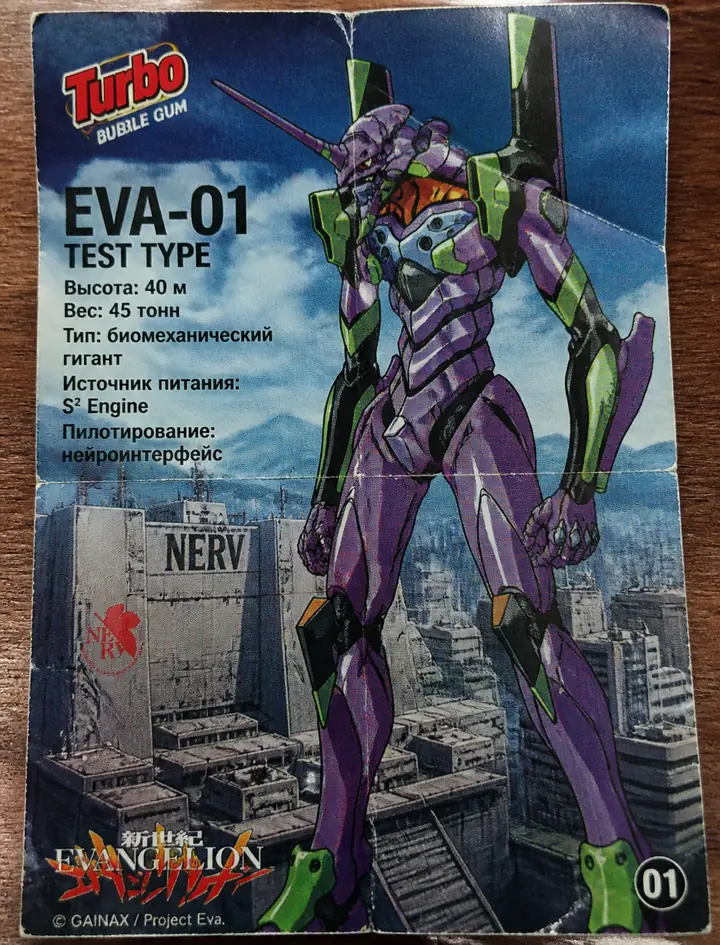 Turbo
BUBBLE GUM
EVA-01
TEST TYPE
Высота: 40 м
Вес: 45 тонн
Тип: биомеханический
гигант
Источник питания:
S² Engine
Пилотирование:
нейроинтерфейс
NERV
NERV
新世紀
EVANGELION
エヴァンゲリオン
© GAINAX / Project Eva.
01